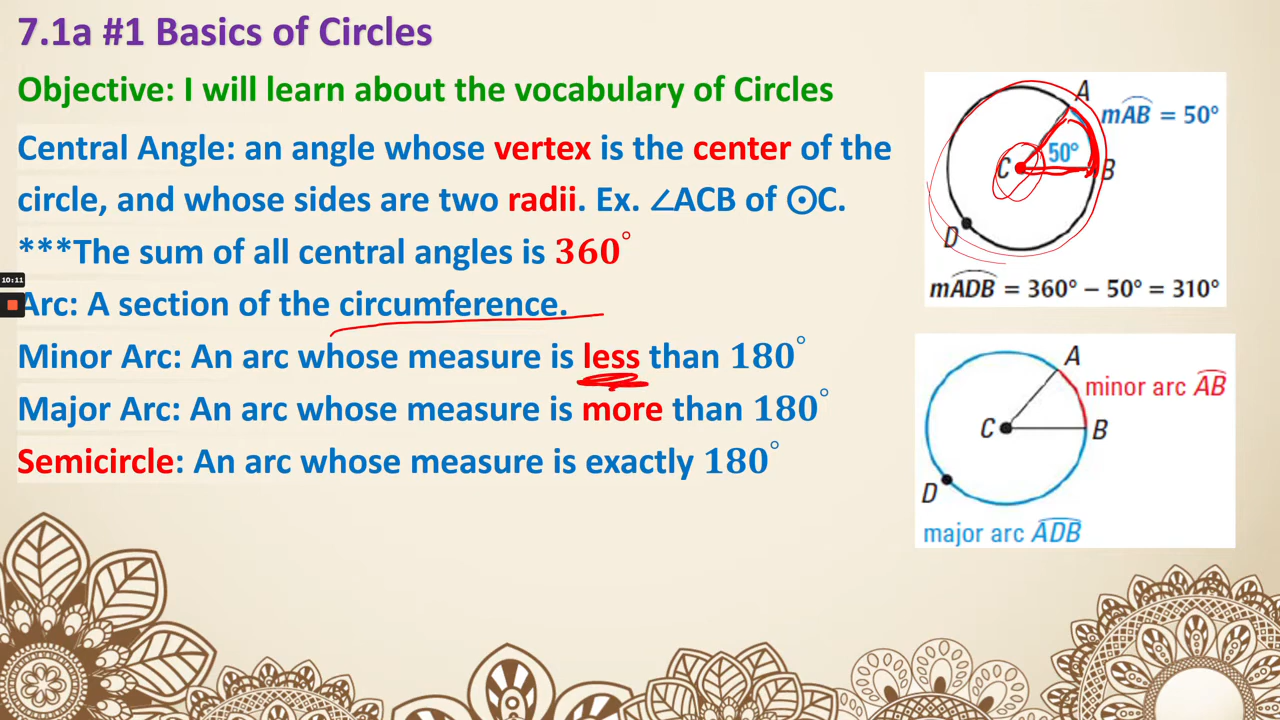 7.1a #1 Basics of Circles
Objective: I will learn about the vocabulary of Circles
Central Angle: an angle whose vertex is the center of the
circle, and whose sides are two radii. Ex. ∠ACB of ⊙C.
***The sum of all central angles is 360°
10:11
Arc: A section of the circumference.
Minor Arc: An arc whose measure is less than 180°
Major Arc: An arc whose measure is more than 180°
Semicircle: An arc whose measure is exactly 180°
A
mAB = 50°
50°
C
B
D
mADB = 360° − 50° = 310°
A
minor arc AB
C
B
D
major arc ADB